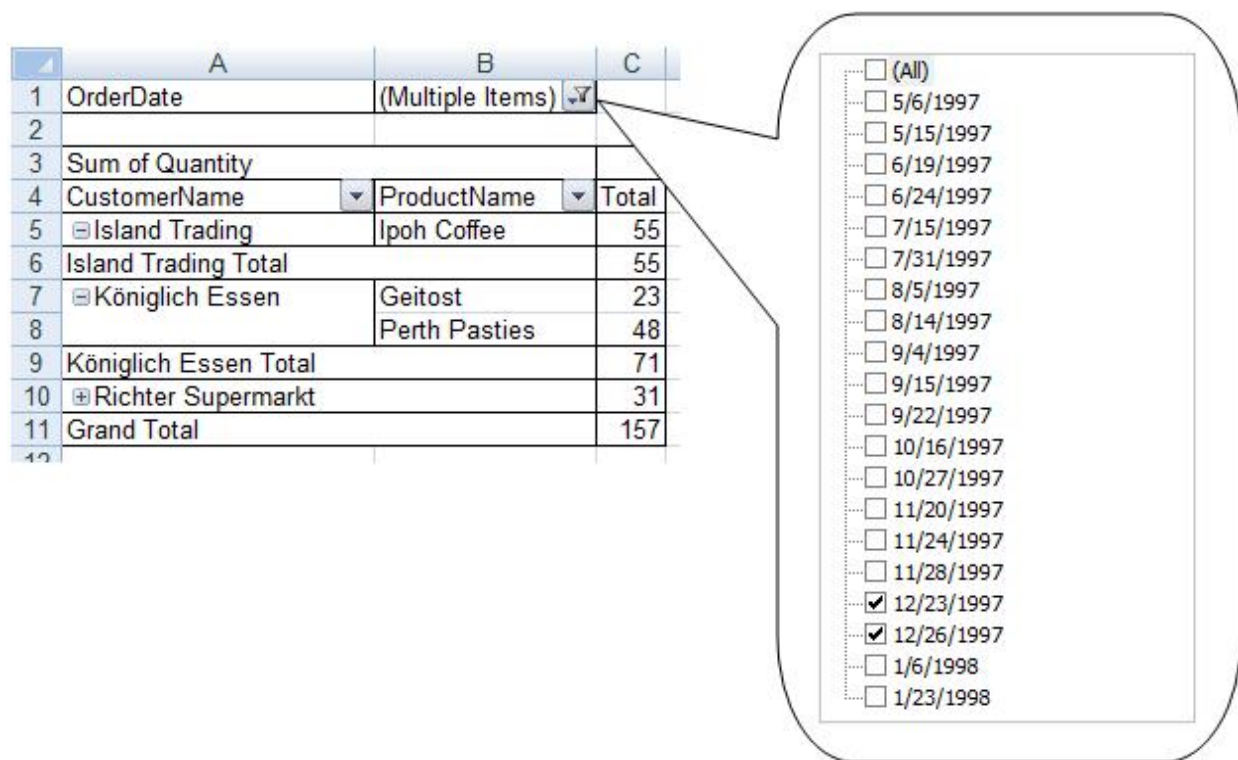 A B C
1 OrderDate (Multiple Items)
2
3 Sum of Quantity
4 CustomerName ProductName Total
5 Island Trading Ipoh Coffee 55
6 Island Trading Total 55
7 Königlich Essen Geitost 23
8 Perth Pasties 48
9 Königlich Essen Total 71
10 Richter Supermarkt 31
11 Grand Total 157
12
(All)
5/6/1997
5/15/1997
6/19/1997
6/24/1997
7/15/1997
7/31/1997
8/5/1997
8/14/1997
9/4/1997
9/15/1997
9/22/1997
10/16/1997
10/27/1997
11/20/1997
11/24/1997
11/28/1997
12/23/1997
12/26/1997
1/6/1998
1/23/1998